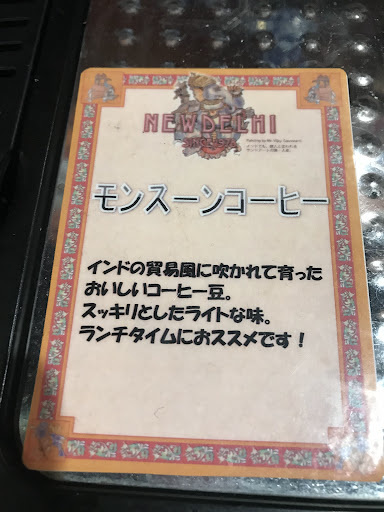 NEW DELHI
モンスーンコーヒー
インドの貿易風に吹かれて育った
おいしいコーヒー豆。
スッキリとしたライトな味。
ランチタイムにおススメです！